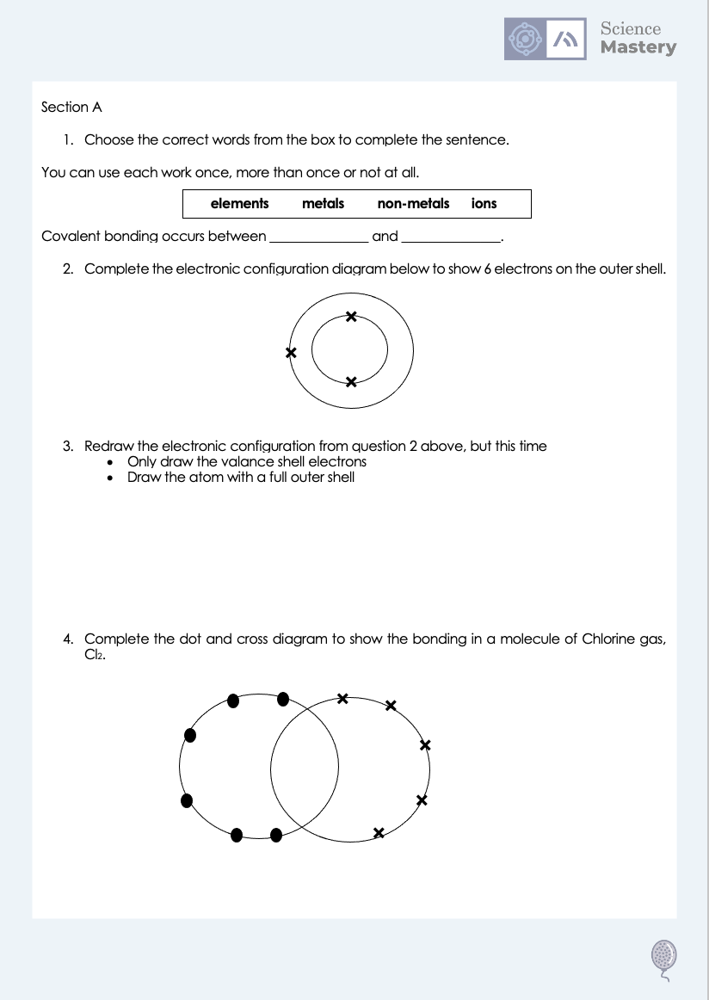 Science
Mastery
Section A
1. Choose the correct words from the box to complete the sentence.
You can use each work once, more than once or not at all.
elements metals non-metals ions
Covalent bonding occurs between ______________ and ______________.
2. Complete the electronic configuration diagram below to show 6 electrons on the outer shell.
3. Redraw the electronic configuration from question 2 above, but this time
• Only draw the valance shell electrons
• Draw the atom with a full outer shell
4. Complete the dot and cross diagram to show the bonding in a molecule of Chlorine gas,
Cl₂.